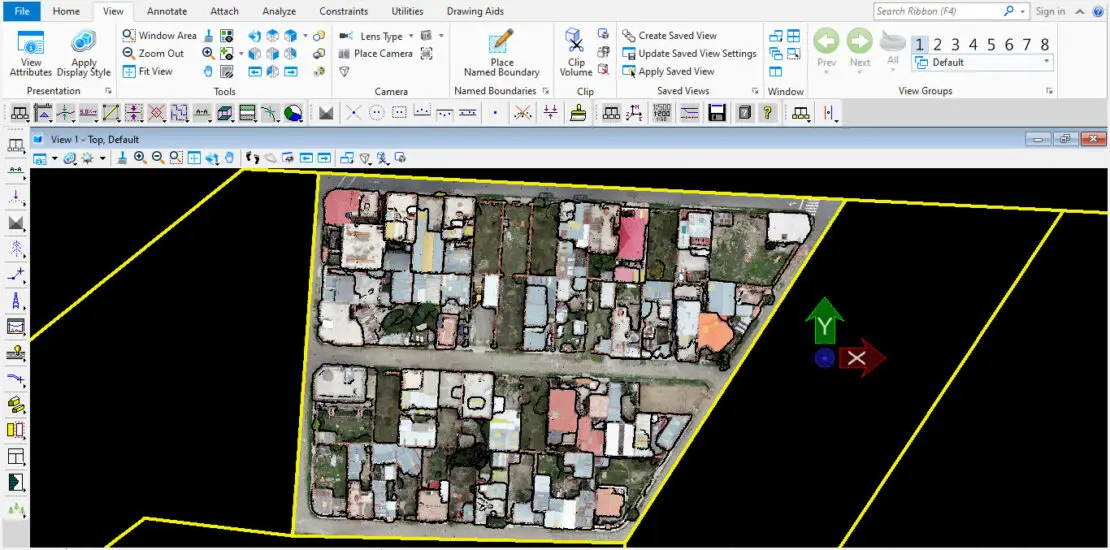 File Home View Annotate Attach Analyze Constraints Utilities Drawing Aids Search Ribbon (F4) Sign in
View Attributes
Apply Display Style
Presentation
Window Area
Zoom Out
Fit View
Tools
Lens Type
Place Camera
Camera
Place Named Boundary
Named Boundaries
Clip Volume
Clip
Create Saved View
Update Saved View Settings
Apply Saved View
Saved Views
Window
Prev
Next
All
1 2 3 4 5 6 7 8
Default
View Groups
View 1 - Top, Default
Y
X